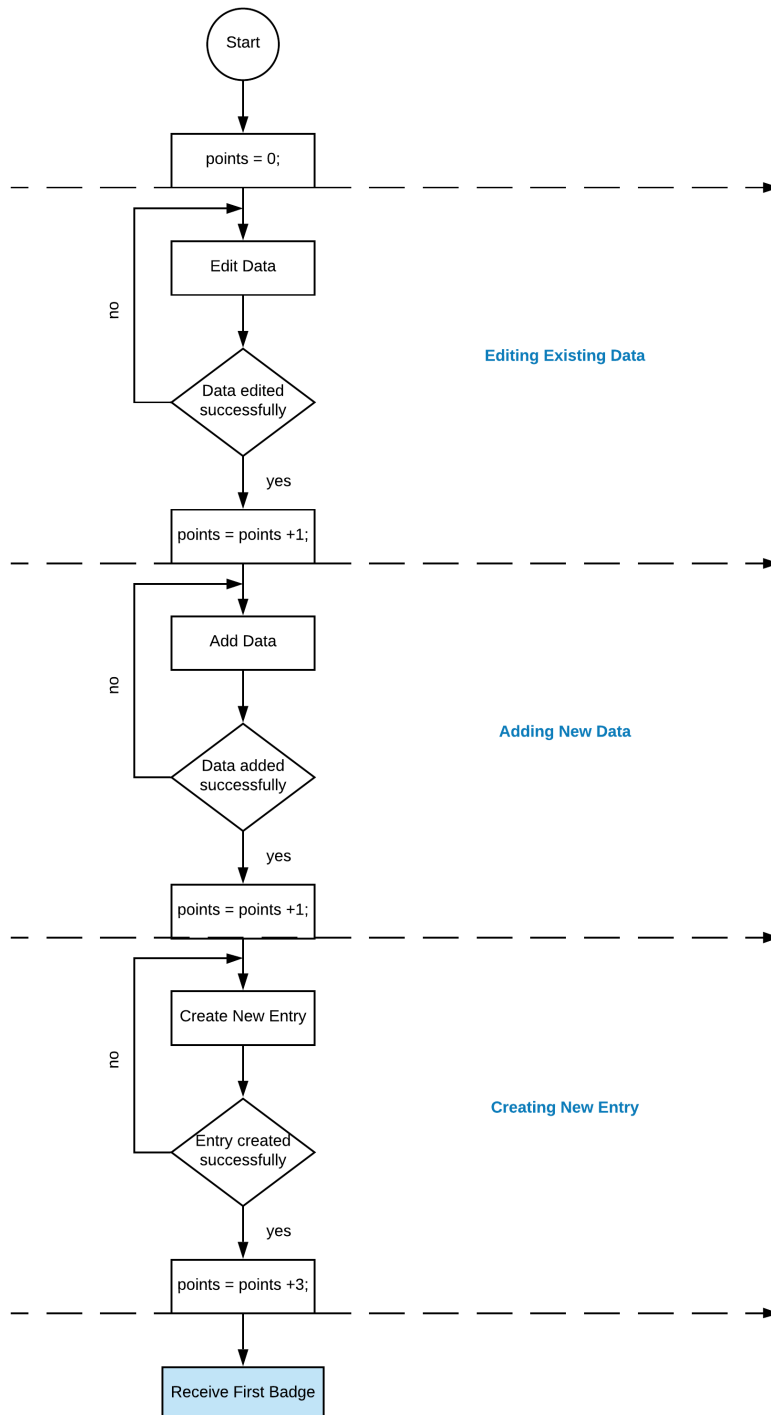 Start
points = 0;
Edit Data
no
Editing Existing Data
Data edited
successfully
yes
points = points +1;
Add Data
no
Adding New Data
Data added
successfully
yes
points = points +1;
Create New Entry
no
Creating New Entry
Entry created
successfully
yes
points = points +3;
Receive First Badge